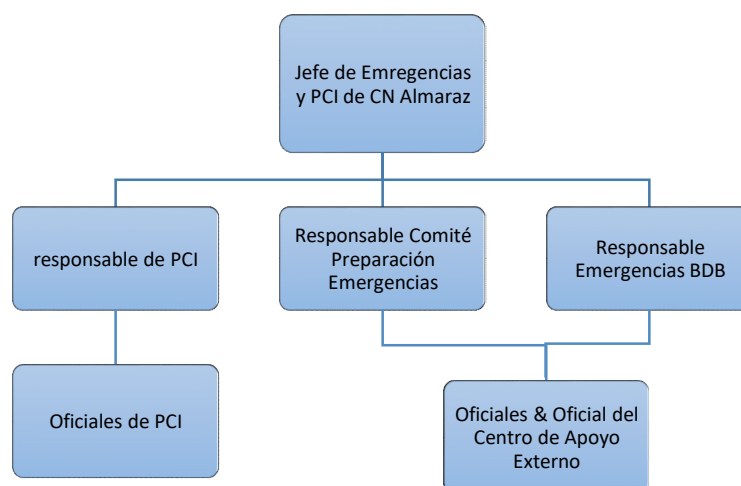 Jefe de Emregencias
y PCI de CN Almaraz
responsable de PCI
Responsable Comité
Preparación
Emergencias
Responsable
Emergencias BDB
Oficiales de PCI
Oficiales & Oficial del
Centro de Apoyo
Externo